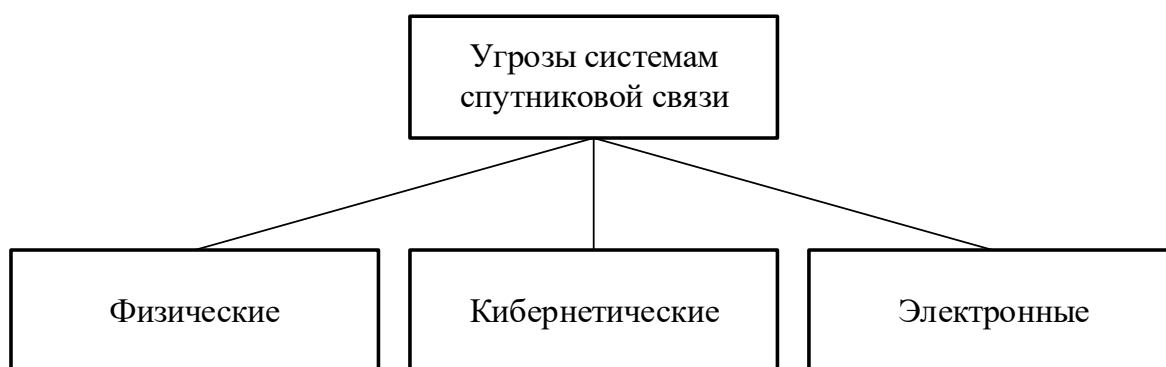 Угрозы системам
спутниковой связи
Физические
Кибернетические
Электронные